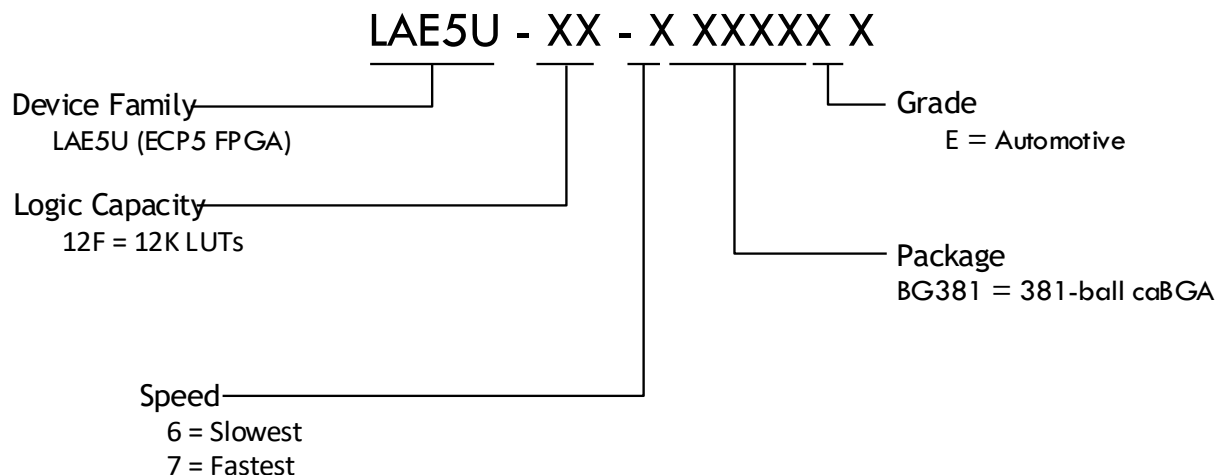 LAE5U - XX - X XXXXX X
Device Family
LAE5U (ECP5 FPGA)
Grade
E = Automotive
Logic Capacity
12F = 12K LUTs
Package
BG381 = 381-ball caBGA
Speed
6 = Slowest
7 = Fastest